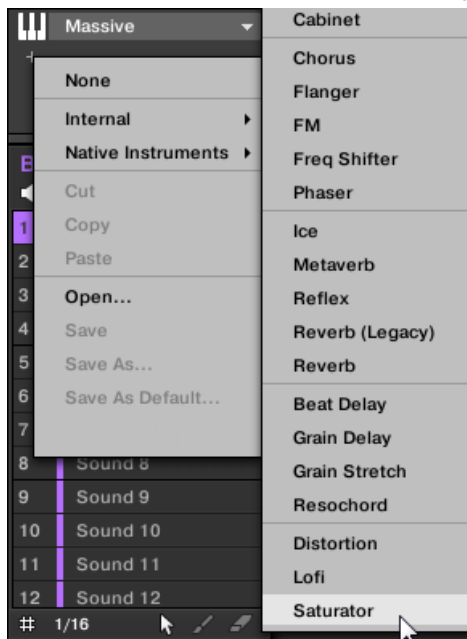 Massive
+
None
Internal
Native Instruments
Cut
Copy
Paste
Open...
Save
Save As...
Save As Default...
1
2
3
4
5
6
7
8 Sound 8
9 Sound 9
10 Sound 10
11 Sound 11
12 Sound 12
# 1/16
Cabinet
Chorus
Flanger
FM
Freq Shifter
Phaser
Ice
Metaverb
Reflex
Reverb (Legacy)
Reverb
Beat Delay
Grain Delay
Grain Stretch
Resochord
Distortion
Lofi
Saturator